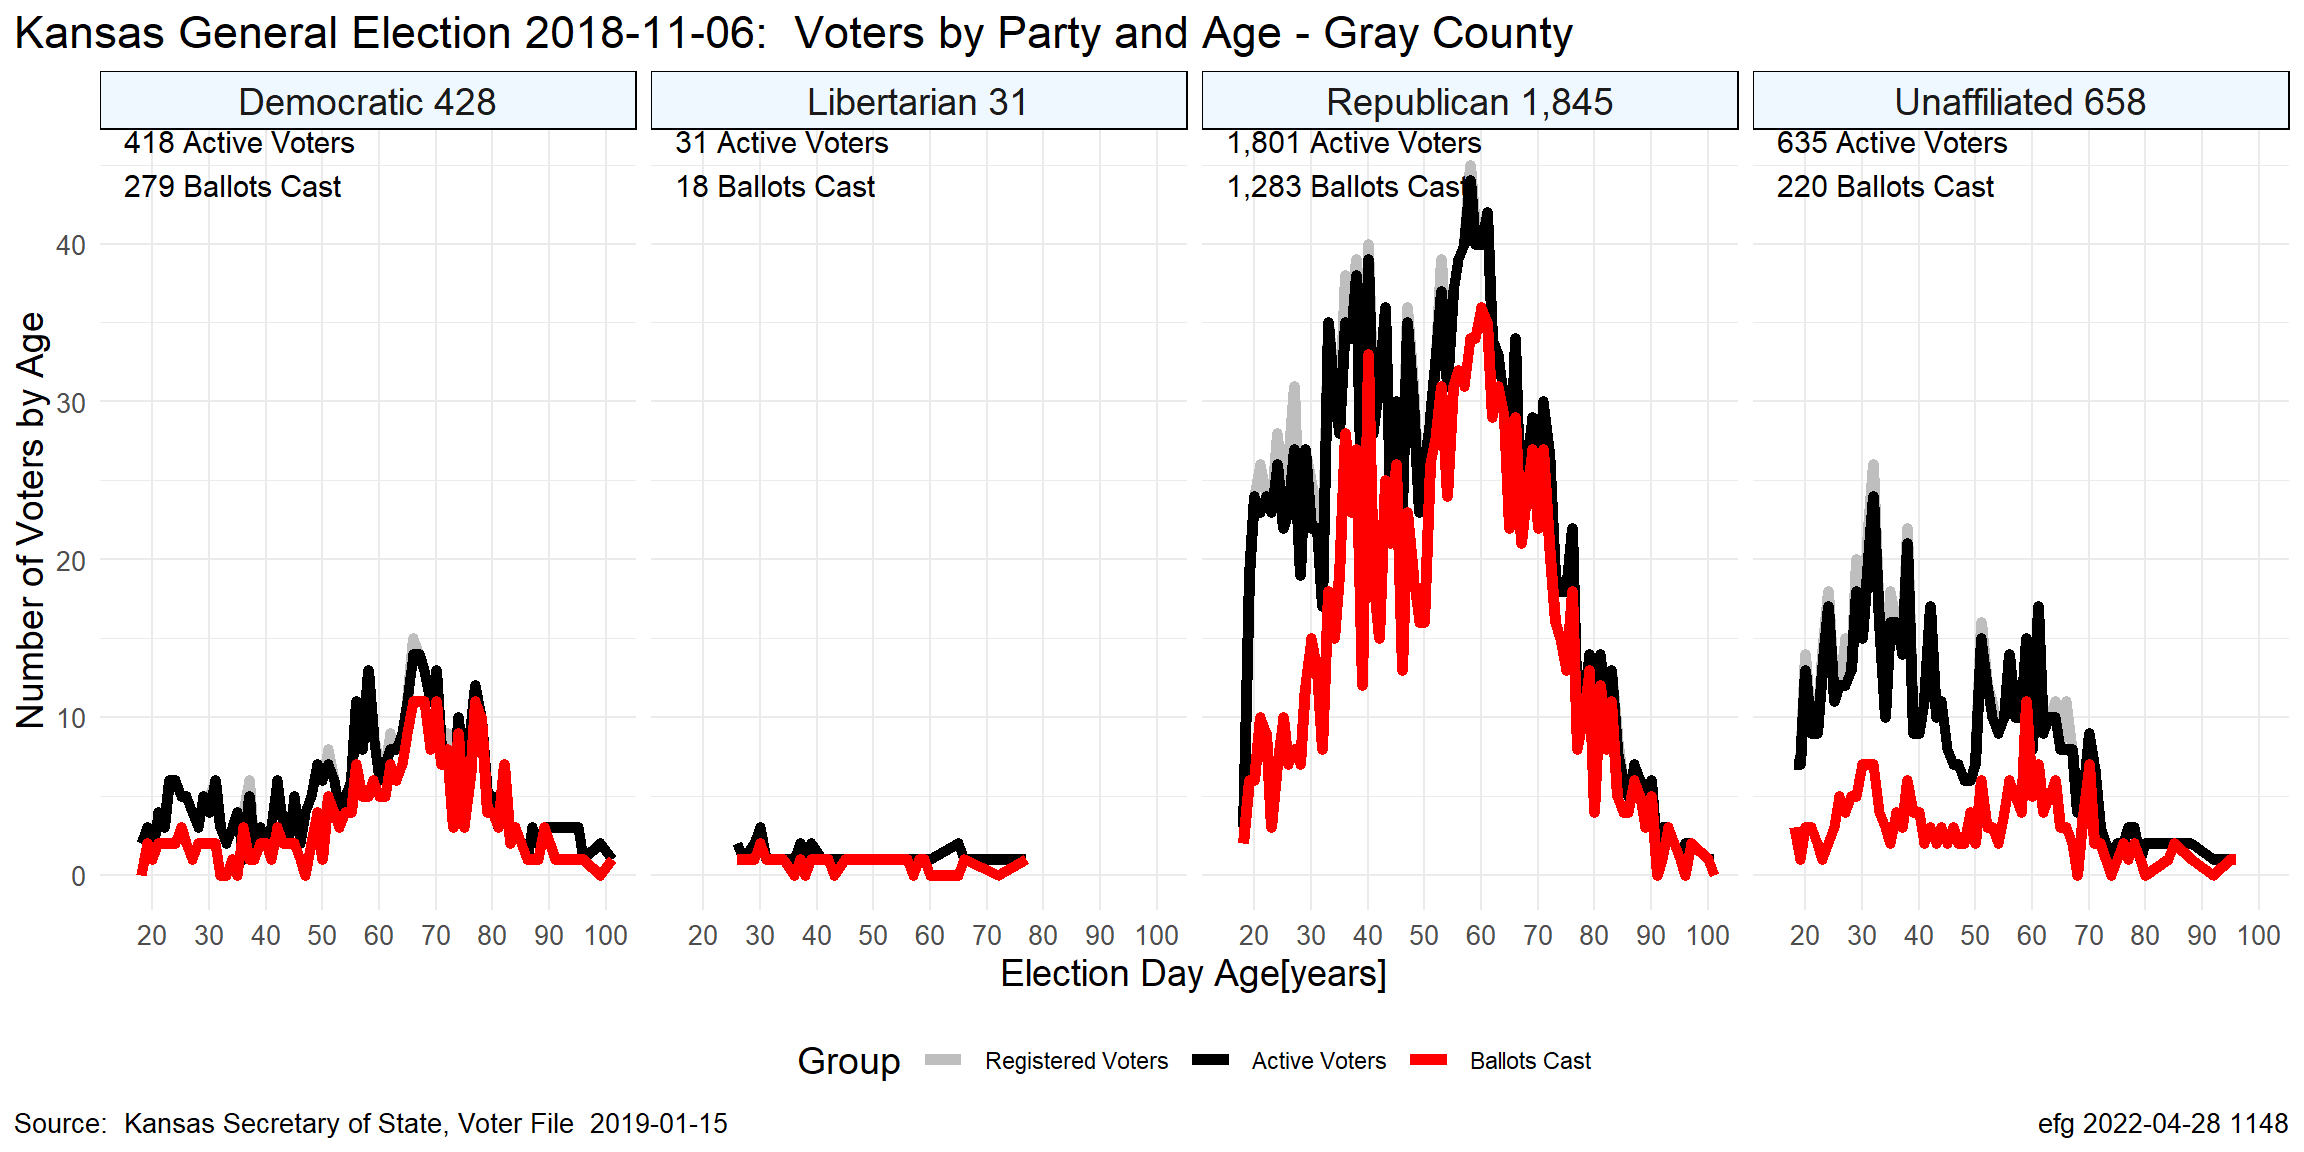 Kansas General Election 2018-11-06:  Voters by Party and Age - Gray County
Democratic 428
Libertarian 31
Republican 1,845
Unaffiliated 658
418 Active Voters
279 Ballots Cast
31 Active Voters
18 Ballots Cast
1,801 Active Voters
1,283 Ballots Cast
635 Active Voters
220 Ballots Cast
Number of Voters by Age
40
30
20
10
0
20 30 40 50 60 70 80 90 100
20 30 40 50 60 70 80 90 100
20 30 40 50 60 70 80 90 100
20 30 40 50 60 70 80 90 100
Election Day Age[years]
Group Registered Voters Active Voters Ballots Cast
Source:  Kansas Secretary of State, Voter File  2019-01-15
efg 2022-04-28 1148